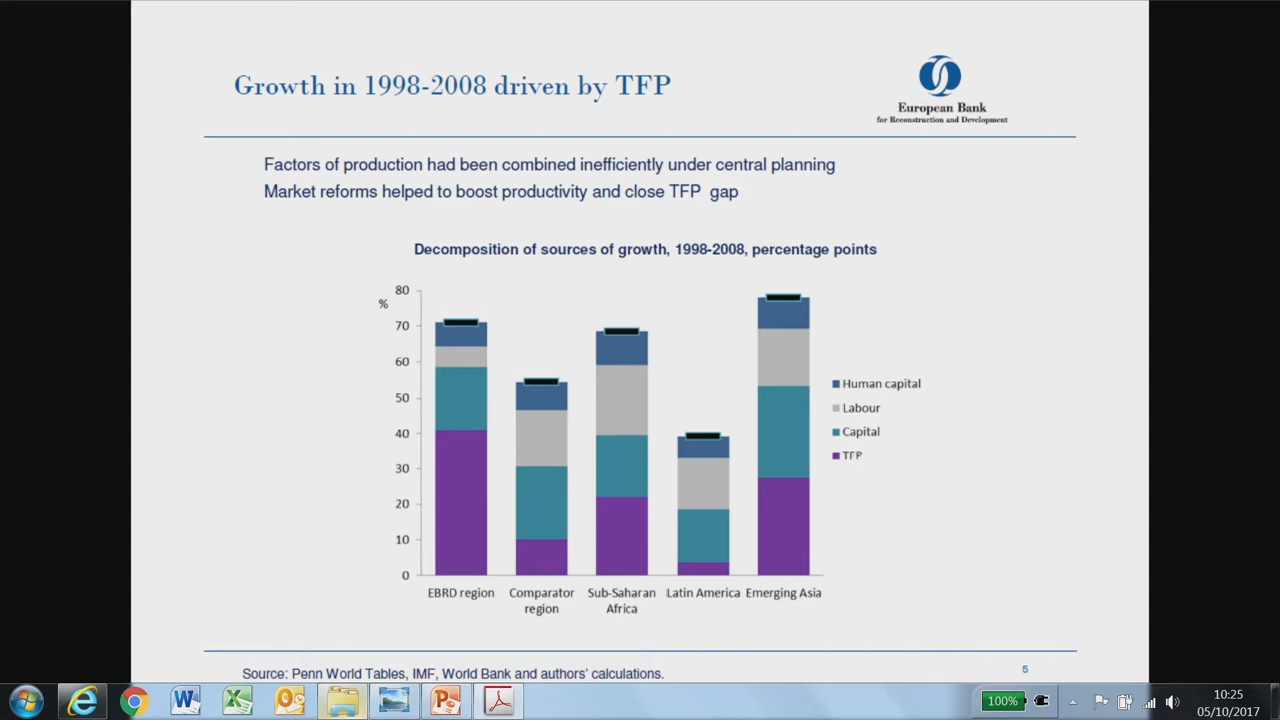 Growth in 1998-2008 driven by TFP
European Bank
for Reconstruction and Development
Factors of production had been combined inefficiently under central planning
Market reforms helped to boost productivity and close TFP gap
Decomposition of sources of growth, 1998-2008, percentage points
%
80
70
60
50
40
30
20
10
0
EBRD region
Comparator region
Sub-Saharan Africa
Latin America
Emerging Asia
Human capital
Labour
Capital
TFP
Source: Penn World Tables, IMF, World Bank and authors' calculations.
5
100%
10:25
05/10/2017